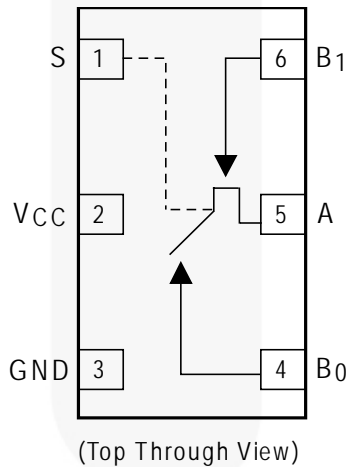 S 1 6 B1
VCC 2 5 A
GND 3 4 B0
(Top Through View)